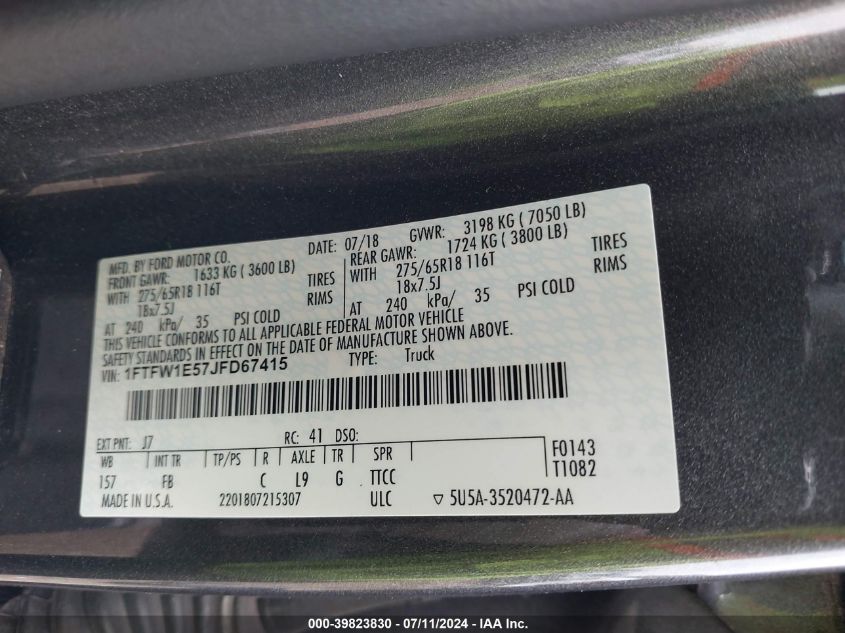 MFD. BY FORD MOTOR CO. DATE: 07/18 GVWR: 3198 KG ( 7050 LB)
FRONT GAWR: 1633 KG ( 3600 LB) REAR GAWR: 1724 KG ( 3800 LB)
WITH 275/65R18 116T TIRES WITH 275/65R18 116T TIRES
18x7.5J RIMS 18x7.5J RIMS
AT 240 kPa/ 35 PSI COLD AT 240 kPa/ 35 PSI COLD
THIS VEHICLE CONFORMS TO ALL APPLICABLE FEDERAL MOTOR VEHICLE
SAFETY STANDARDS IN EFFECT ON THE DATE OF MANUFACTURE SHOWN ABOVE.
VIN: 1FTFW1E57JFD67415 TYPE: Truck
EXT PNT: J7 RC: 41 DSO:
WB INT TR TP/PS R AXLE TR SPR F0143
157 FB C L9 G TTCC T1082
MADE IN U.S.A. 2201807215307 ULC ▽ 5U5A-3520472-AA
000-39823830 - 07/11/2024 - IAA Inc.